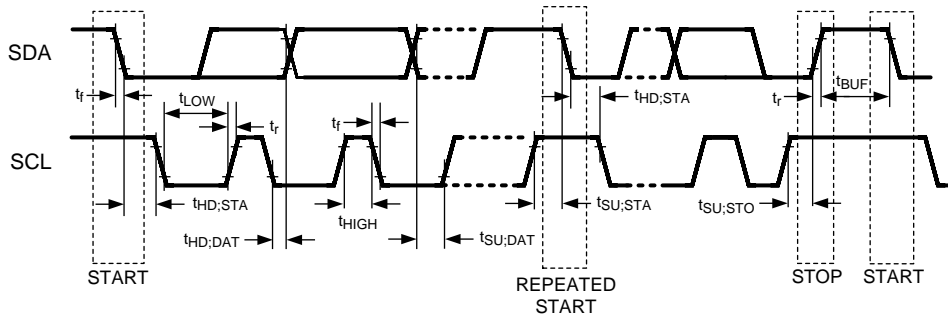 SDA
t_f
t_LOW
t_r
t_f
t_HD;STA
t_r
t_BUF
SCL
t_HD;STA
t_HD;DAT
t_HIGH
t_SU;DAT
t_SU;STA
t_SU;STO
START
REPEATED
START
STOP
START